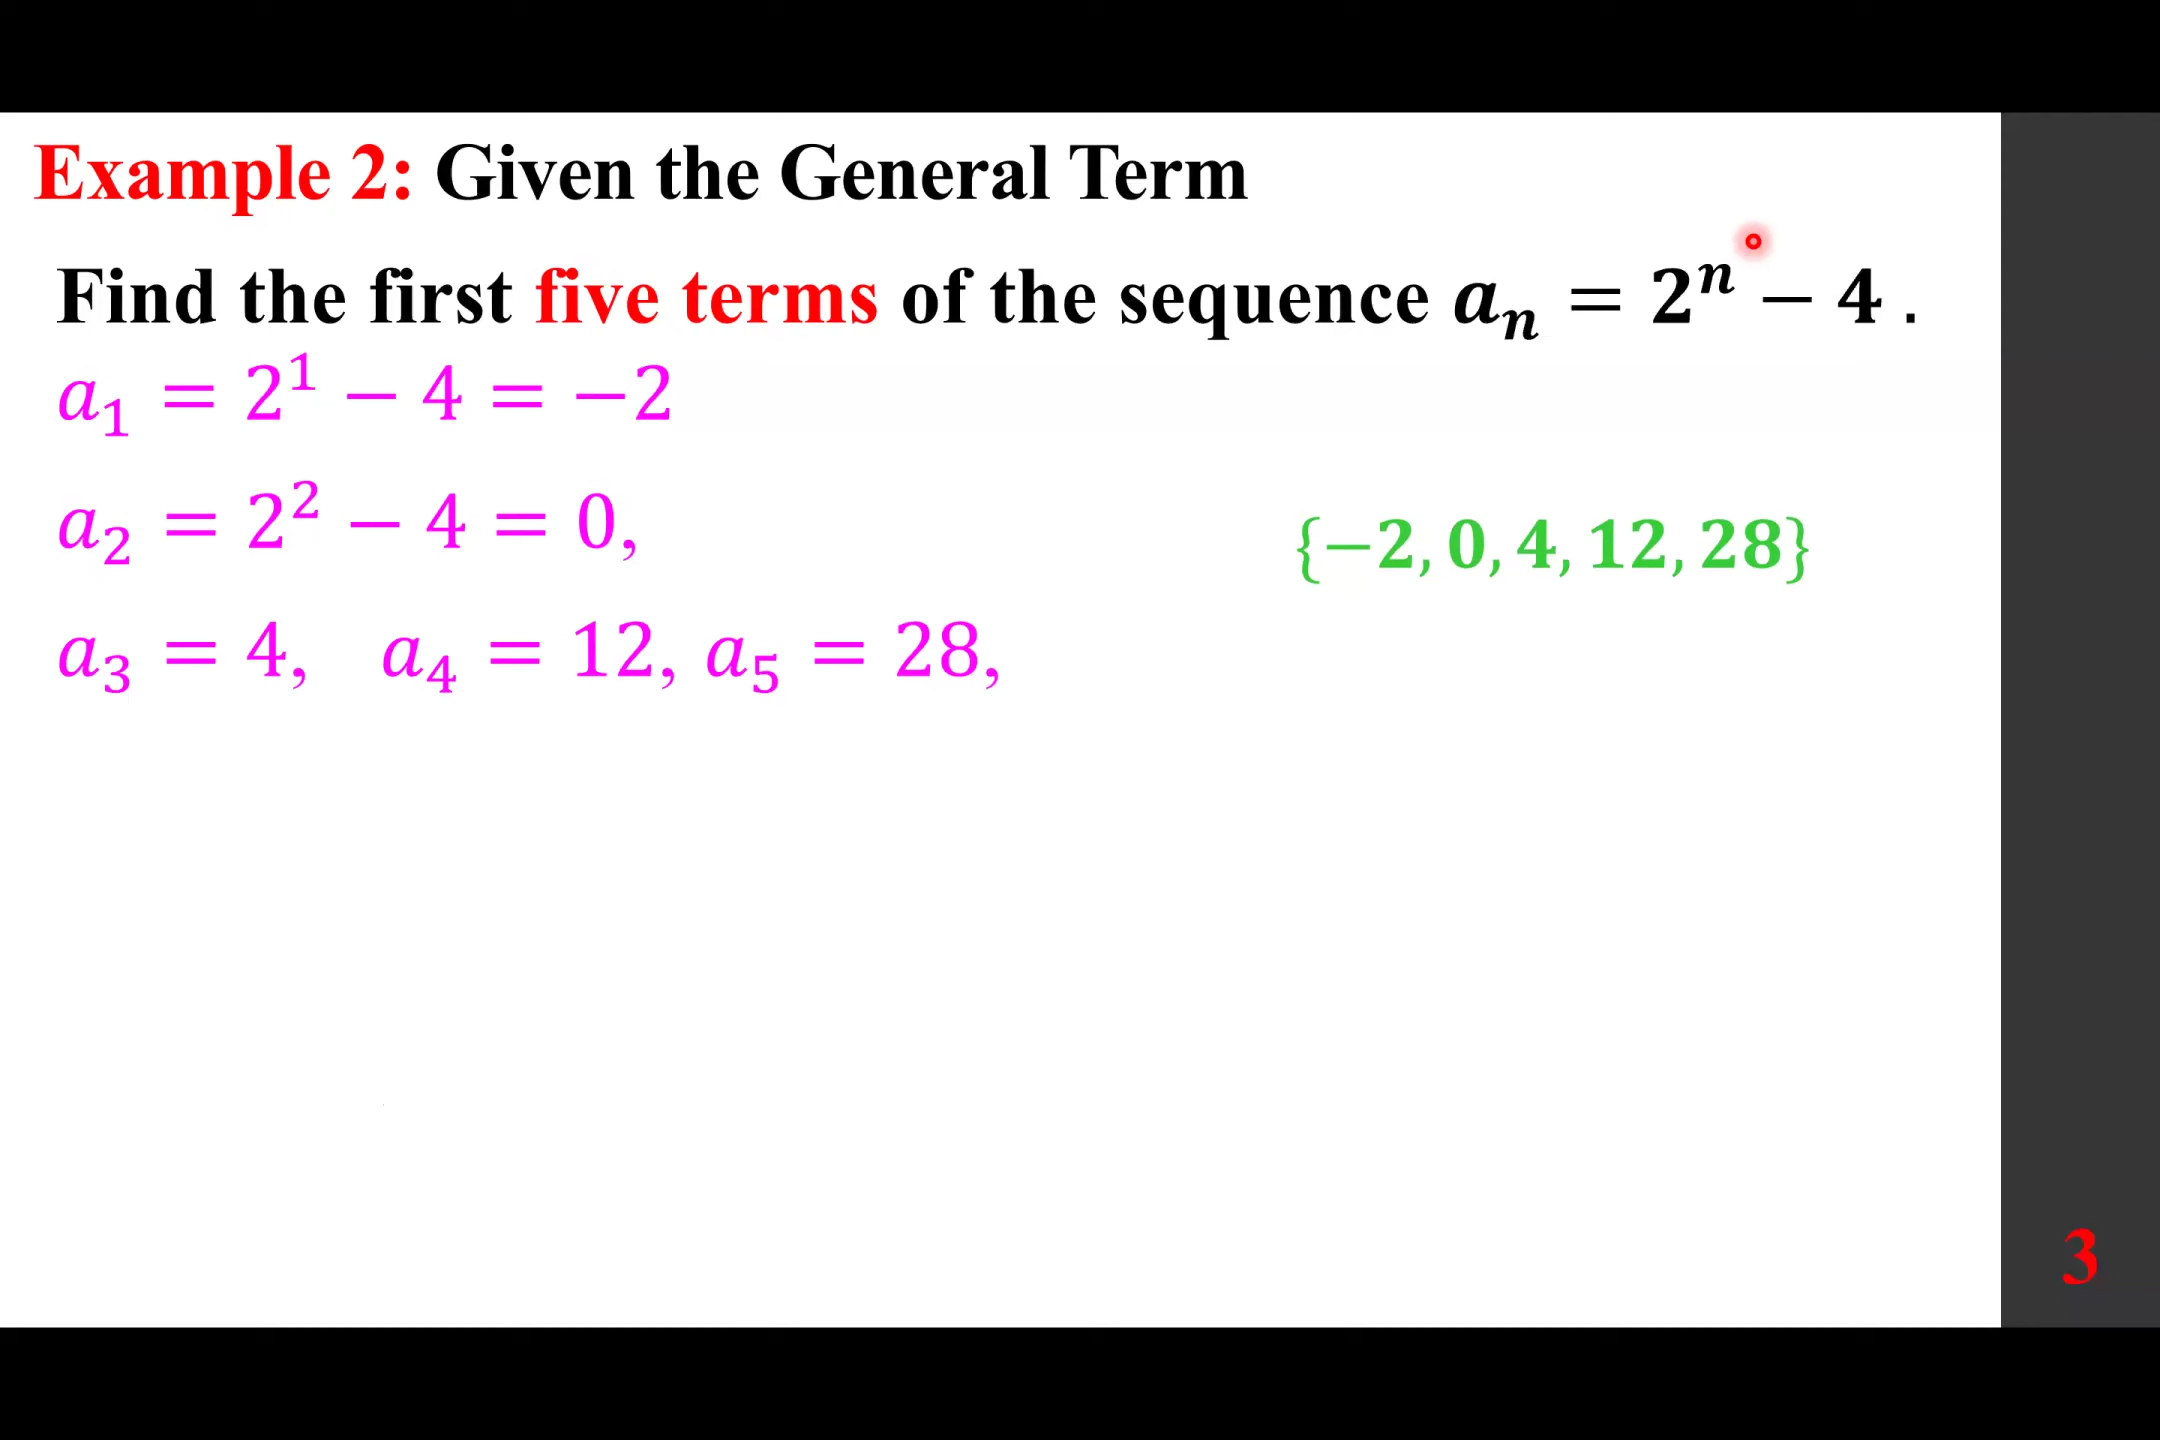 Example 2: Given the General Term
Find the first five terms of the sequence aₙ = 2ⁿ − 4 .
a₁ = 2¹ − 4 = −2
a₂ = 2² − 4 = 0,
{−2, 0, 4, 12, 28}
a₃ = 4, a₄ = 12, a₅ = 28,
3